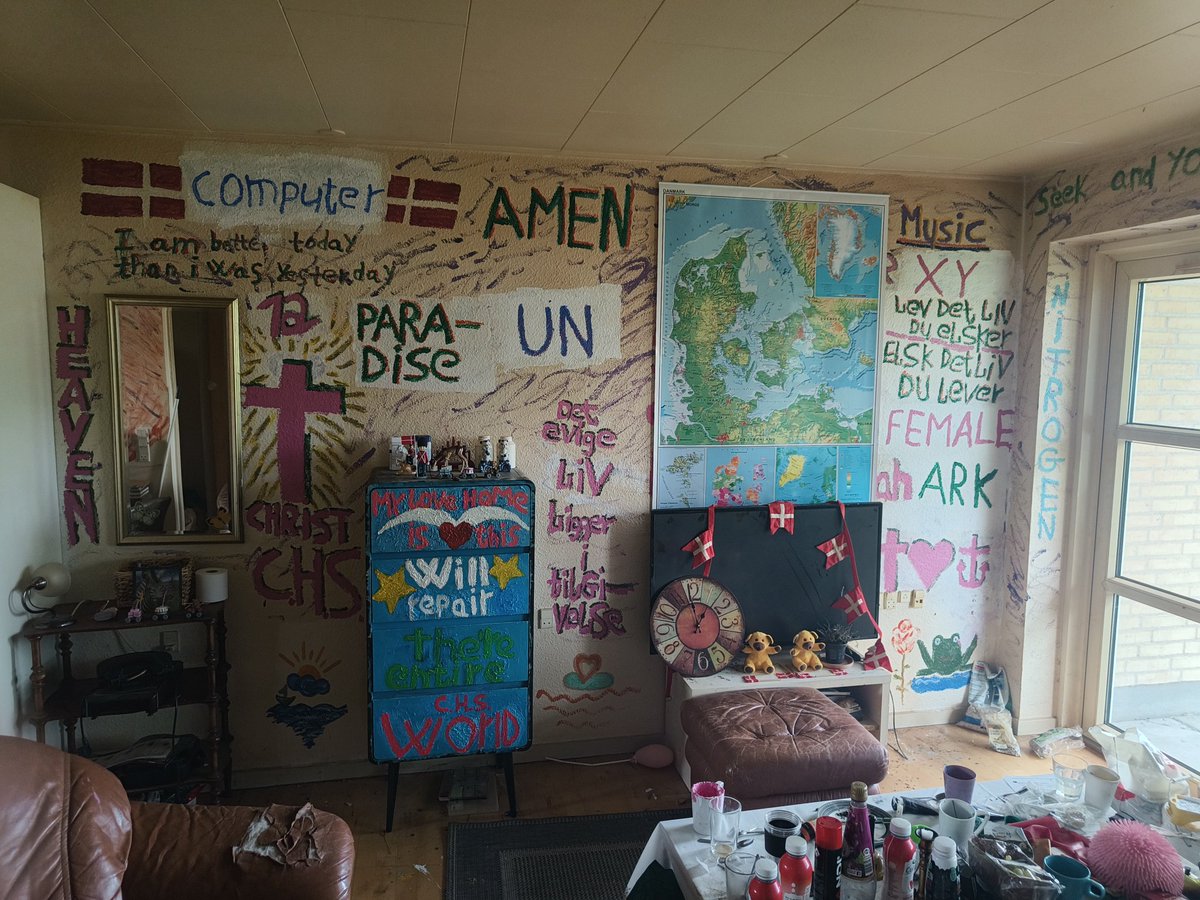 computer
AMEN
I am better today
than i was yesterday
HEAVEN
12
PARA-
Dise
UN
CHRIST
CHS
Det
evige
LiV
Ligger
i
tilgi-
velse
My Love Home
is
Will
repair
there
entire
C.H.S
WORlD
DANMARK
Music
XY
Lev Det LiV
DU eLsker
ELSK Det LiV
DU Lever
FEMALE
ah ARK
Seek and YO
NITROGEN